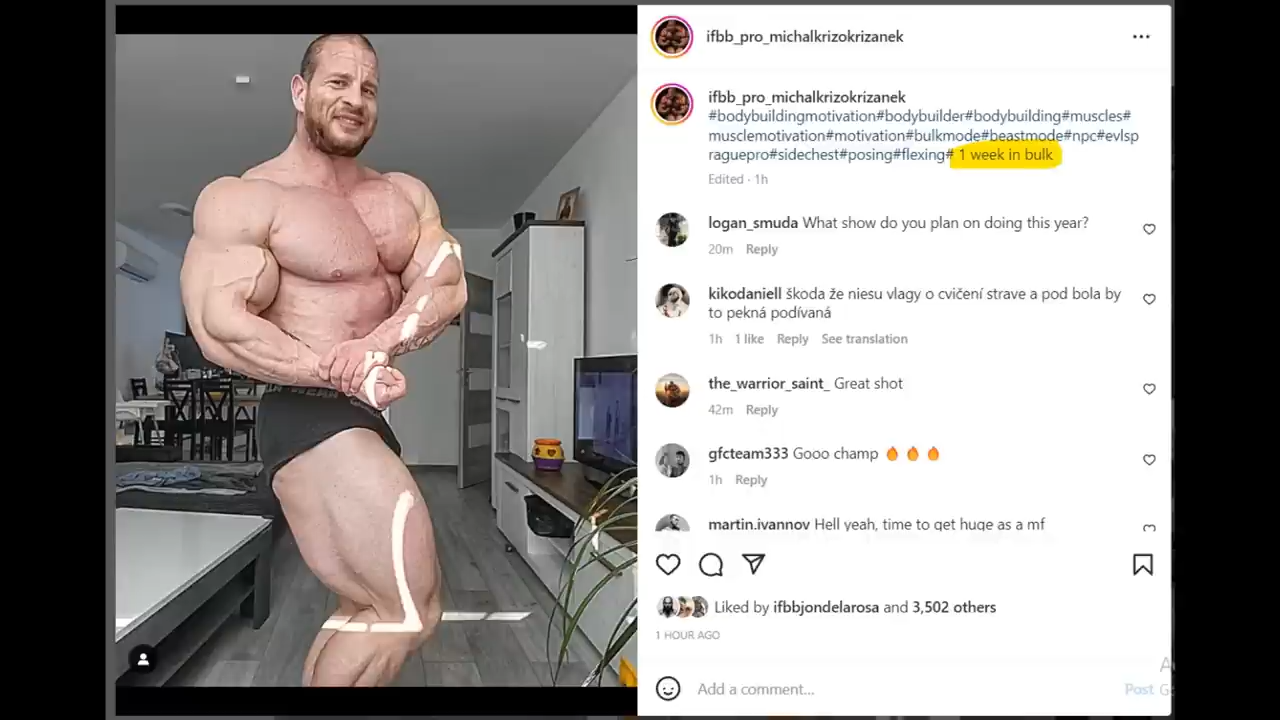 ifbb_pro_michalkrizokrizanek
ifbb_pro_michalkrizokrizanek
#bodybuildingmotivation#bodybuilder#bodybuilding#muscles#
musclemotivation#motivation#bulkmode#beastmode#npc#evlsp
raguepro#sidechest#posing#flexing# 1 week in bulk
Edited · 1h
logan_smuda What show do you plan on doing this year?
20m Reply
kikodaniell škoda že niesu vlagy o cvičení strave a pod bola by
to pekná podívaná
1h 1 like Reply See translation
the_warrior_saint_ Great shot
42m Reply
gfcteam333 Gooo champ 🔥🔥🔥
1h Reply
martin.ivannov Hell yeah, time to get huge as a mf
Liked by ifbbjondelarosa and 3,502 others
1 HOUR AGO
Add a comment...
Post